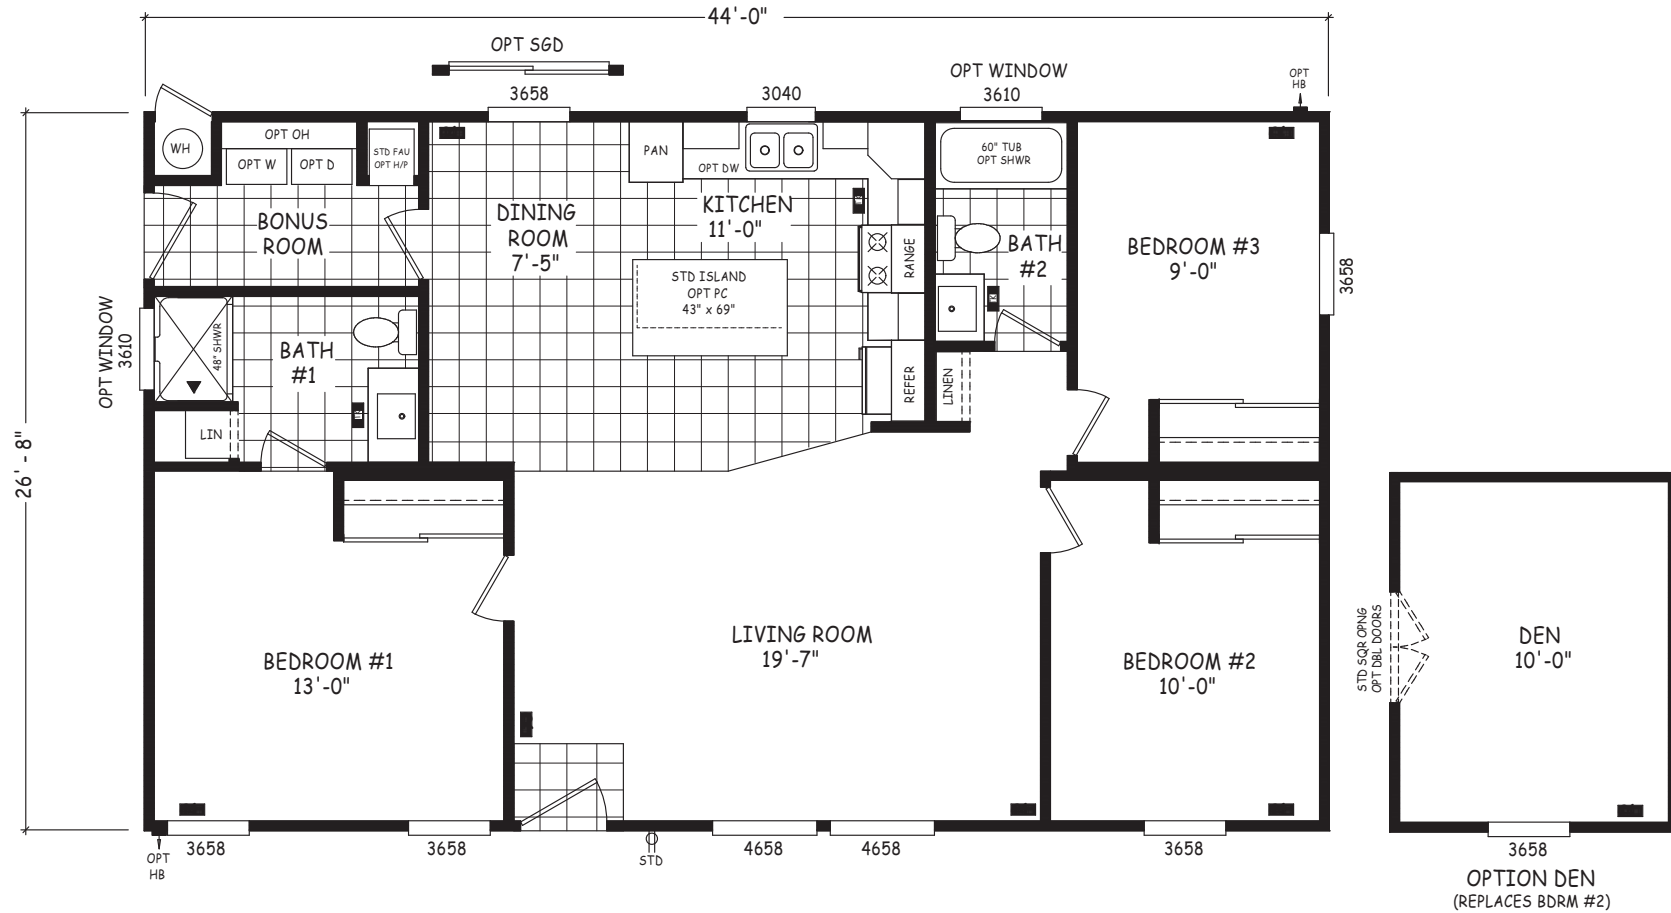 44'-0"
OPT SGD
OPT WINDOW
OPT
HB
3658
3040
3610
WH
OPT OH
OPT W
OPT D
STD FAU
OPT H/P
PAN
OPT DW
60" TUB
OPT SHWR
BONUS
ROOM
DINING
ROOM
7'-5"
KITCHEN
11'-0"
RANGE
BATH
#2
BEDROOM #3
9'-0"
3658
STD ISLAND
OPT PC
43" x 69"
OPT WINDOW
3610
48" SHWR
BATH
#1
REFER
LINEN
LIN
26' - 8"
BEDROOM #1
13'-0"
LIVING ROOM
19'-7"
BEDROOM #2
10'-0"
STD SQR OPNG
OPT DBL DOORS
DEN
10'-0"
3658
3658
STD
4658
4658
3658
3658
OPT
HB
OPTION DEN
(REPLACES BDRM #2)